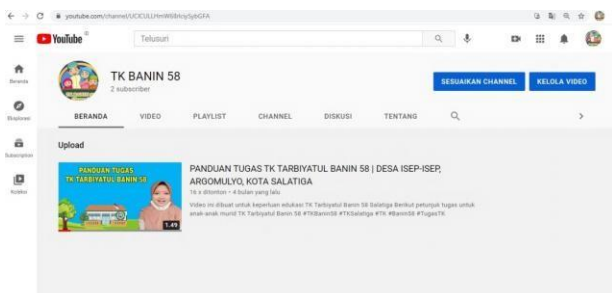 youtube.com/channel/
YouTube
Telusuri
Beranda
Eksplorasi
Subscription
Koleksi
TK BANIN 58
2 subscriber
SESUAIKAN CHANNEL
KELOLA VIDEO
BERANDA VIDEO PLAYLIST CHANNEL DISKUSI TENTANG
Upload
PANDUAN TUGAS
TK TARBIYATUL BANIN 58
1.49
PANDUAN TUGAS TK TARBIYATUL BANIN 58 | DESA ISEP-ISEP,
ARGOMULYO, KOTA SALATIGA
x ditonton • 4 bulan yang lalu
Video ini dibuat untuk keperluan edukasi TK Tarbiyatul Banin 58 Salatiga Berikut petunjuk tugas untuk
anak-anak murid TK Tarbiyatul Banin 58 #TKBanin58 #TKSalatiga #TK #Banin58 #TugasTK